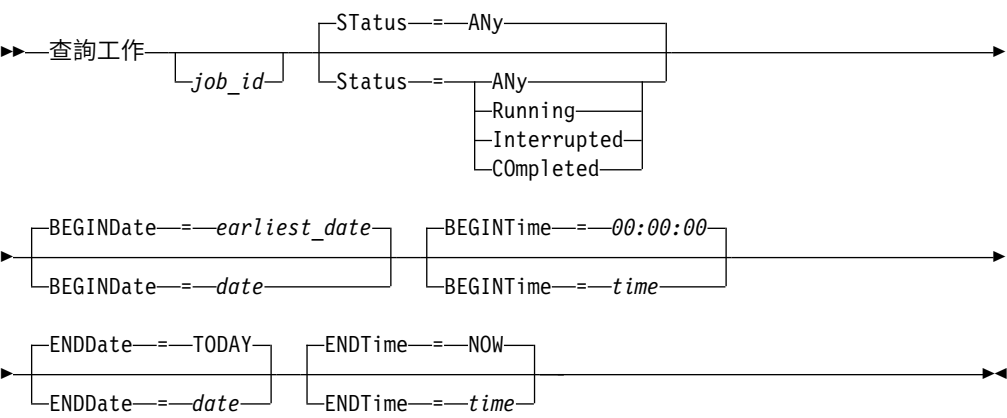 STatus = ANy
查詢工作
job_id
Status = ANy
Running
Interrupted
COmpleted
BEGINDate = earliest_date BEGINTime = 00:00:00
BEGINDate = date BEGINTime = time
ENDDate = TODAY ENDTime = NOW
ENDDate = date ENDTime = time